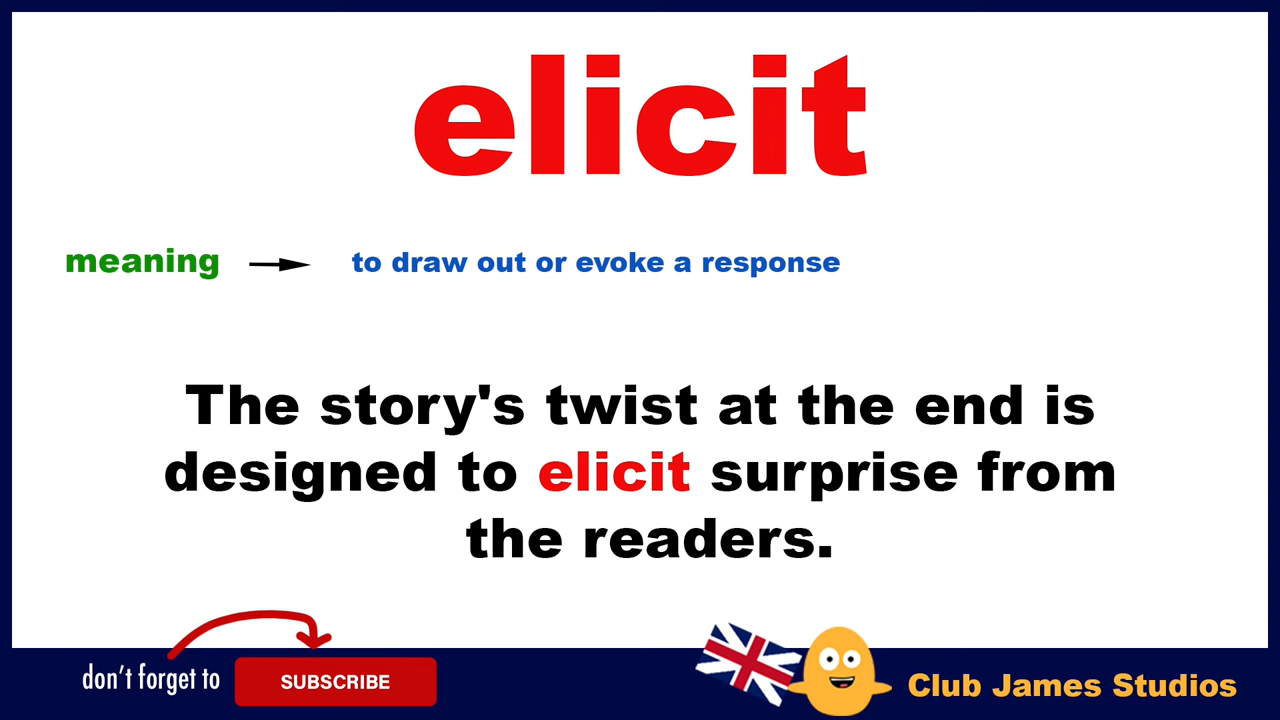 elicit
meaning to draw out or evoke a response
The story's twist at the end is
designed to elicit surprise from
the readers.
don't forget to SUBSCRIBE
Club James Studios